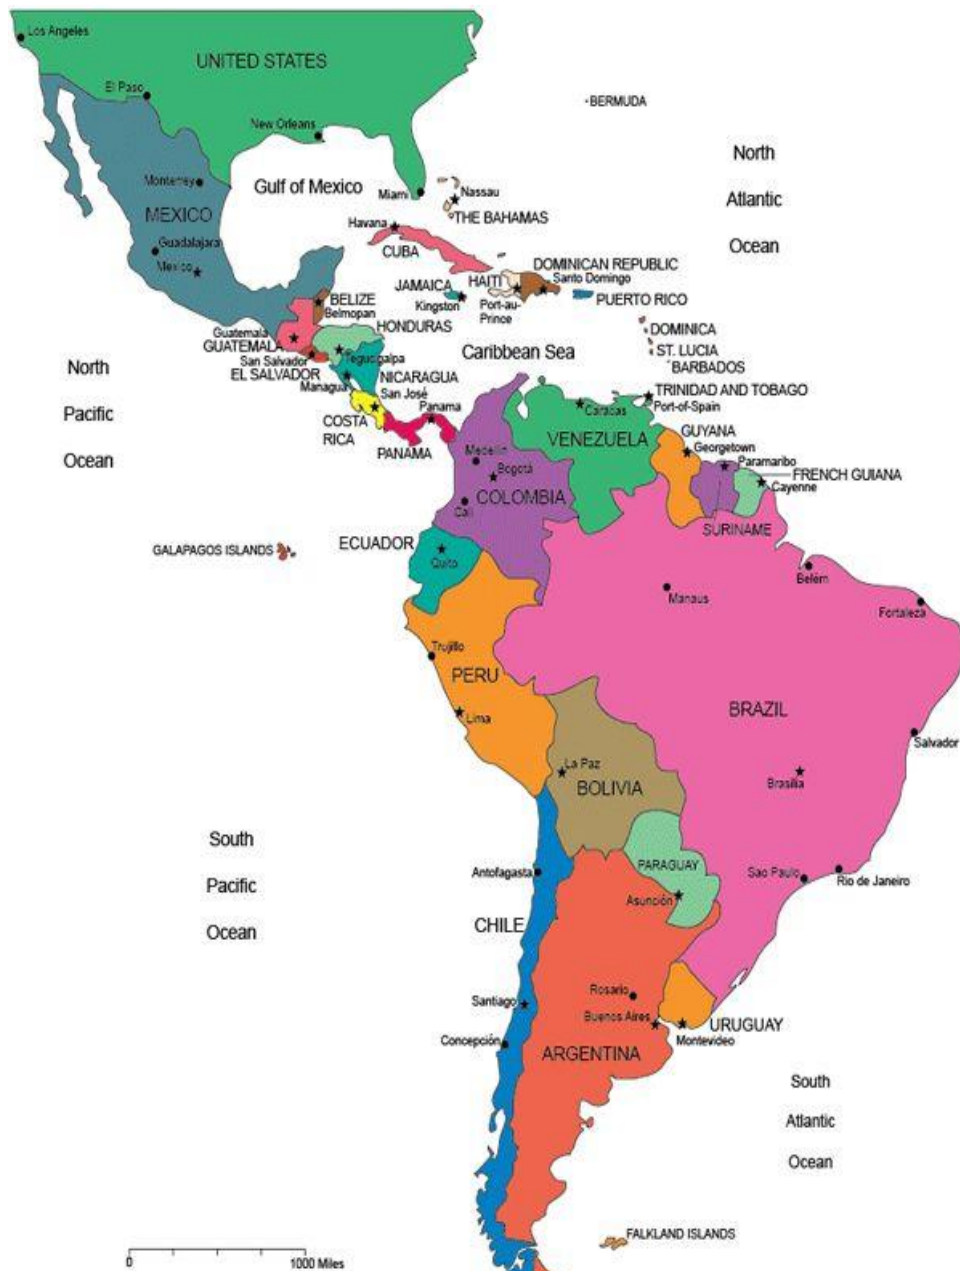 Los Angeles
UNITED STATES
El Paso
BERMUDA
New Orleans
North
Atlantic
Ocean
Monterrey
Gulf of Mexico
Miami
Nassau
THE BAHAMAS
MEXICO
Havana
Guadalajara
CUBA
Mexico
DOMINICAN REPUBLIC
HAITI
Santo Domingo
JAMAICA
Kingston
Port-au-
Prince
PUERTO RICO
BELIZE
Belmopan
HONDURAS
Guatemala
GUATEMALA
DOMINICA
Caribbean Sea
ST. LUCIA
BARBADOS
San Salvador
Tegucigalpa
EL SALVADOR
NICARAGUA
Managua
North
Pacific
Ocean
San José
TRINIDAD AND TOBAGO
Port-of-Spain
Panama
COSTA
RICA
PANAMA
Caracas
VENEZUELA
GUYANA
Georgetown
Medellín
Paramaribo
Bogotá
FRENCH GUIANA
Cayenne
COLOMBIA
Cali
SURINAME
ECUADOR
GALAPAGOS ISLANDS
Quito
Belém
Manaus
Fortaleza
Trujillo
PERU
BRAZIL
Lima
Salvador
La Paz
Brasilia
BOLIVIA
South
Pacific
Ocean
PARAGUAY
Antofagasta
Sao Paulo
Rio de Janeiro
Asunción
CHILE
Rosario
Santiago
Buenos Aires
URUGUAY
Montevideo
Concepción
ARGENTINA
South
Atlantic
Ocean
FALKLAND ISLANDS
0
1000 Miles